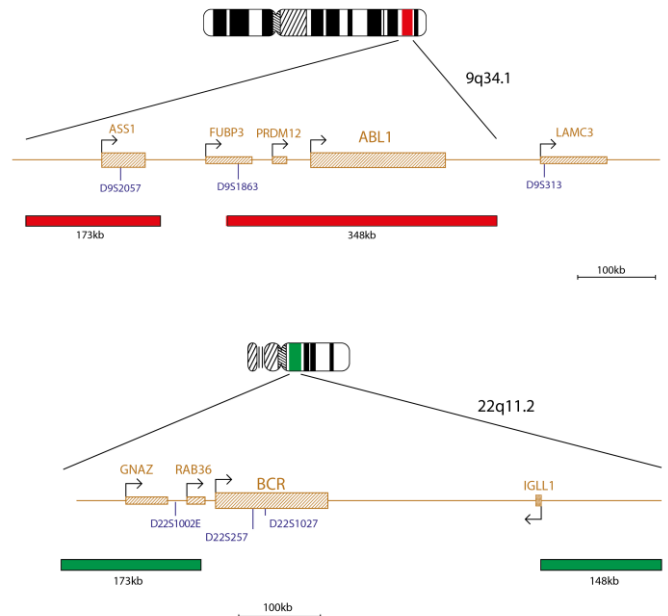 9q34.1
ASS1 FUBP3 PRDM12 ABL1 LAMC3
D9S2057 D9S1863 D9S313
173kb 348kb
100kb
22q11.2
GNAZ RAB36 BCR IGLL1
D22S1002E D22S1027
D22S257
173kb 148kb
100kb